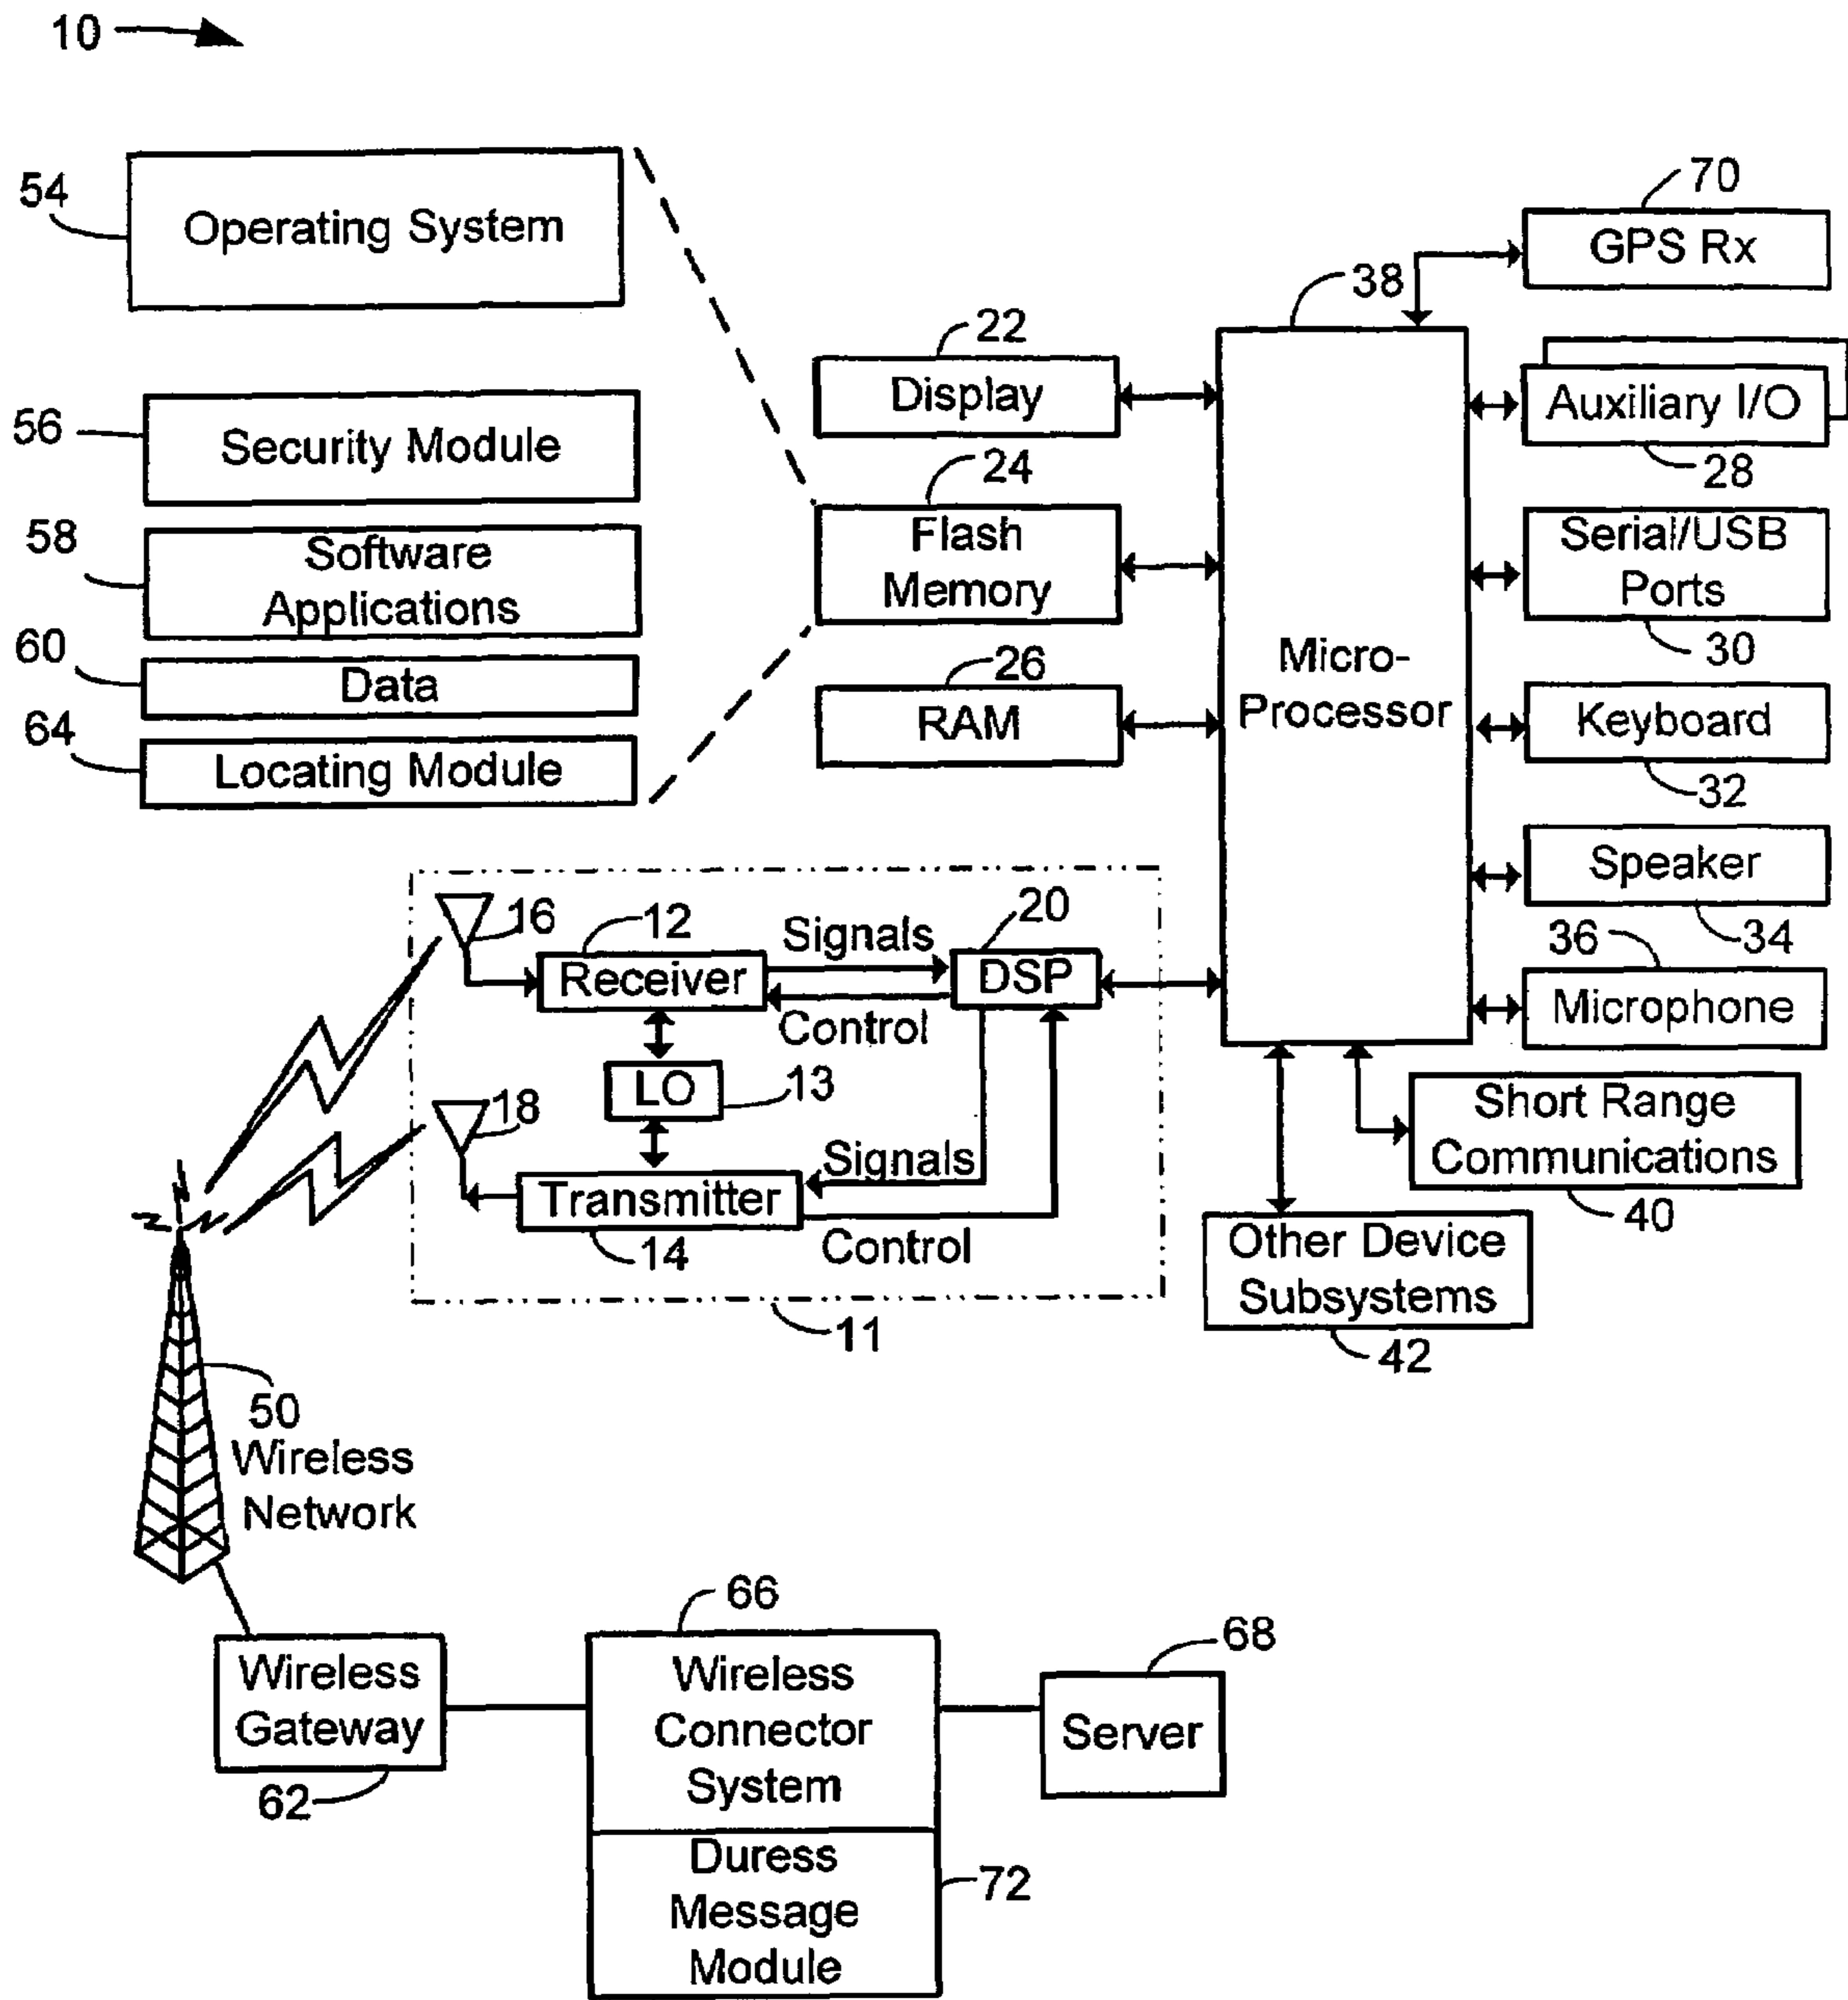 10
54
Operating System
56
Security Module
58
Software
Applications
60
Data
64
Locating Module
22
Display
24
Flash
Memory
26
RAM
38
Micro-
Processor
70
GPS Rx
Auxiliary I/O
28
Serial/USB
Ports
30
Keyboard
32
Speaker
34
36
Microphone
Short Range
Communications
40
Other Device
Subsystems
42
16
12
Receiver
Signals
Control
20
DSP
LO
13
18
Transmitter
14
Signals
Control
11
50
Wireless
Network
Wireless
Gateway
62
66
Wireless
Connector
System
68
Server
Duress
Message
Module
72